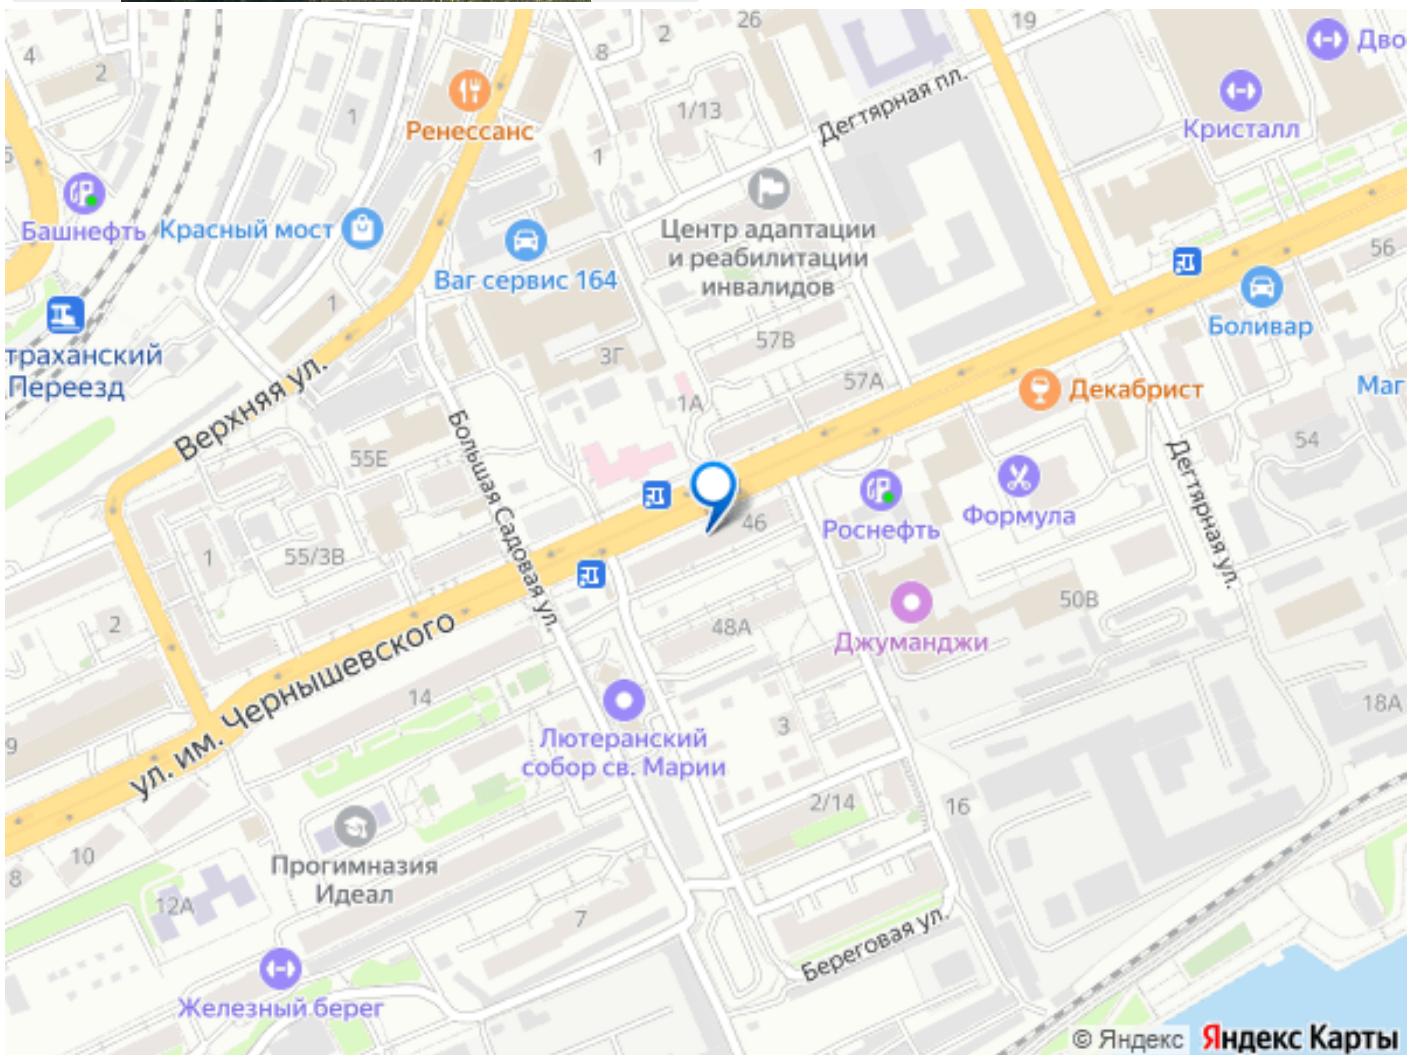 26
19
4
2
8
2
Дво
1
1/13
Дегтярная пл.
Ренессанс
Кристалл
5
1
Башнефть
Красный мост
Центр адаптации
и реабилитации
инвалидов
56
Ваг сервис 164
1
Боливар
57В
траханский
Переезд
3Г
57А
Декабрист
Маг
1А
Верхняя ул.
Большая Садовая ул.
55Е
54
Дегтярная ул.
Роснефть
Формула
46
1
55/3В
50В
48А
2
Джуманджи
ул. им. Чернышевского
14
18А
3
9
Лютеранский
собор св. Марии
2/14
16
10
8
Прогимназия
Идеал
12А
7
Береговая ул.
Железный берег
© Яндекс Яндекс Карты